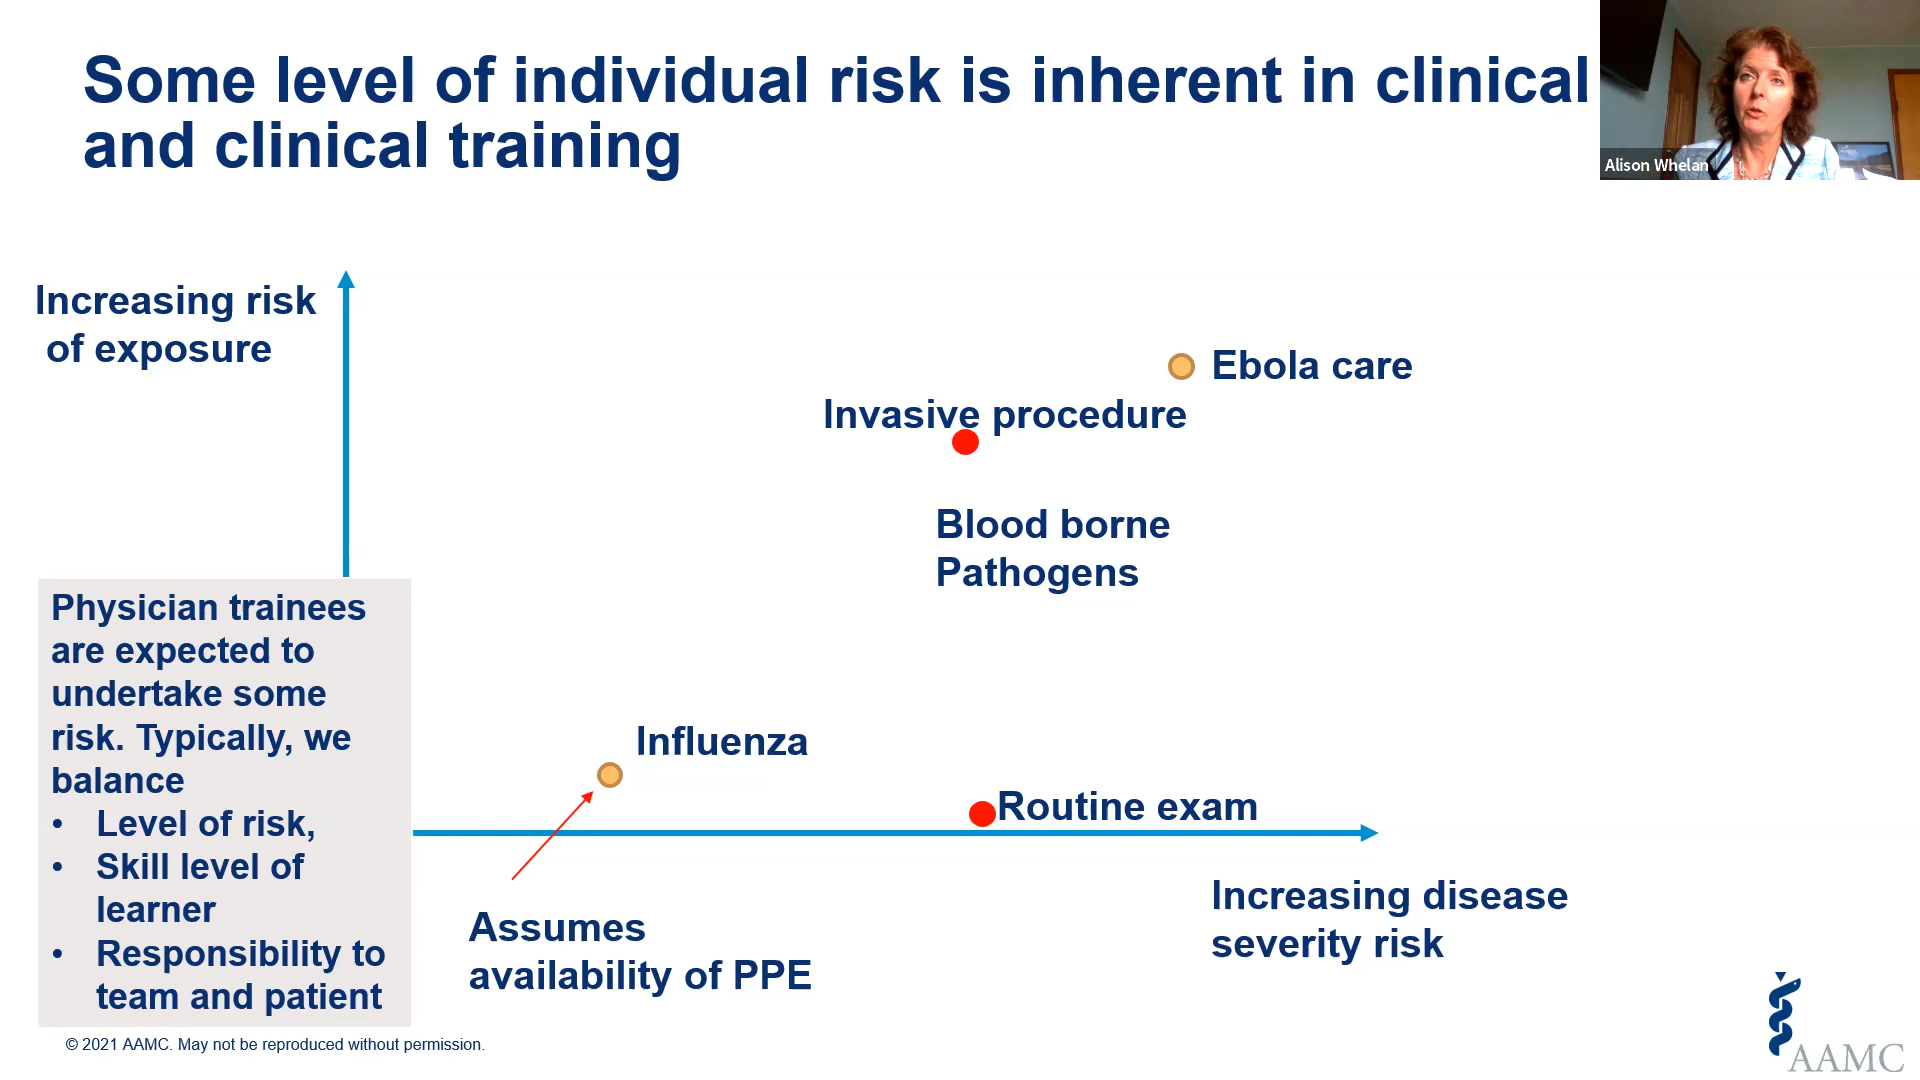 Some level of individual risk is inherent in clinical
and clinical training
Alison Whelan
Increasing risk
of exposure
Ebola care
Invasive procedure
Blood borne
Pathogens
Physician trainees
are expected to
undertake some
risk. Typically, we
balance
• Level of risk,
• Skill level of
learner
• Responsibility to
team and patient
Influenza
Routine exam
Assumes
availability of PPE
Increasing disease
severity risk
© 2021 AAMC. May not be reproduced without permission.
AAMC